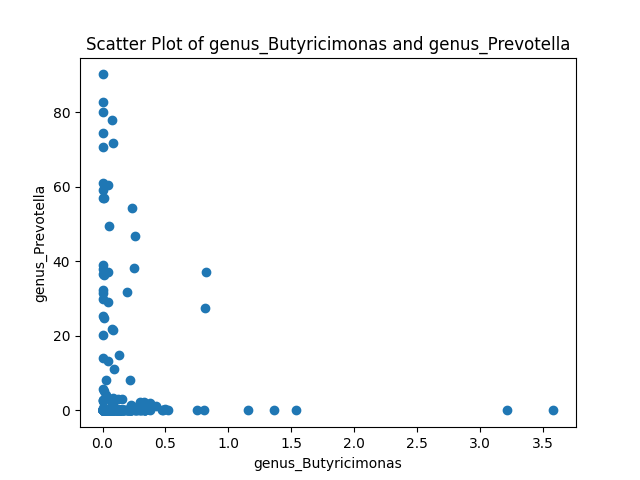 Scatter Plot of genus_Butyricimonas and genus_Prevotella
80
60
40
20
0
genus_Prevotella
0.0 0.5 1.0 1.5 2.0 2.5 3.0 3.5
genus_Butyricimonas